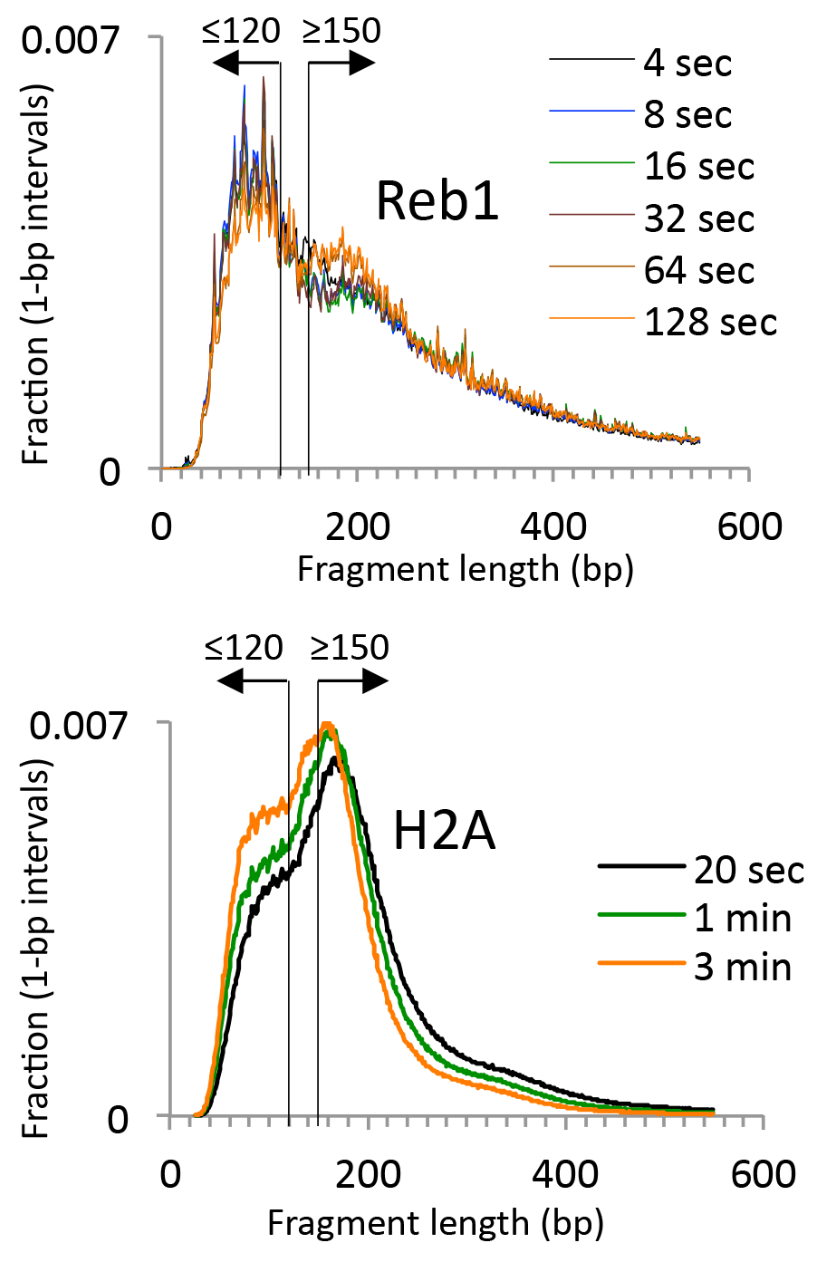 ≤120 ≥150
0.007
0
Fraction (1-bp intervals)
Reb1
4 sec
8 sec
16 sec
32 sec
64 sec
128 sec
0 200 400 600
Fragment length (bp)
≤120 ≥150
0.007
0
Fraction (1-bp intervals)
H2A
20 sec
1 min
3 min
0 200 400 600
Fragment length (bp)